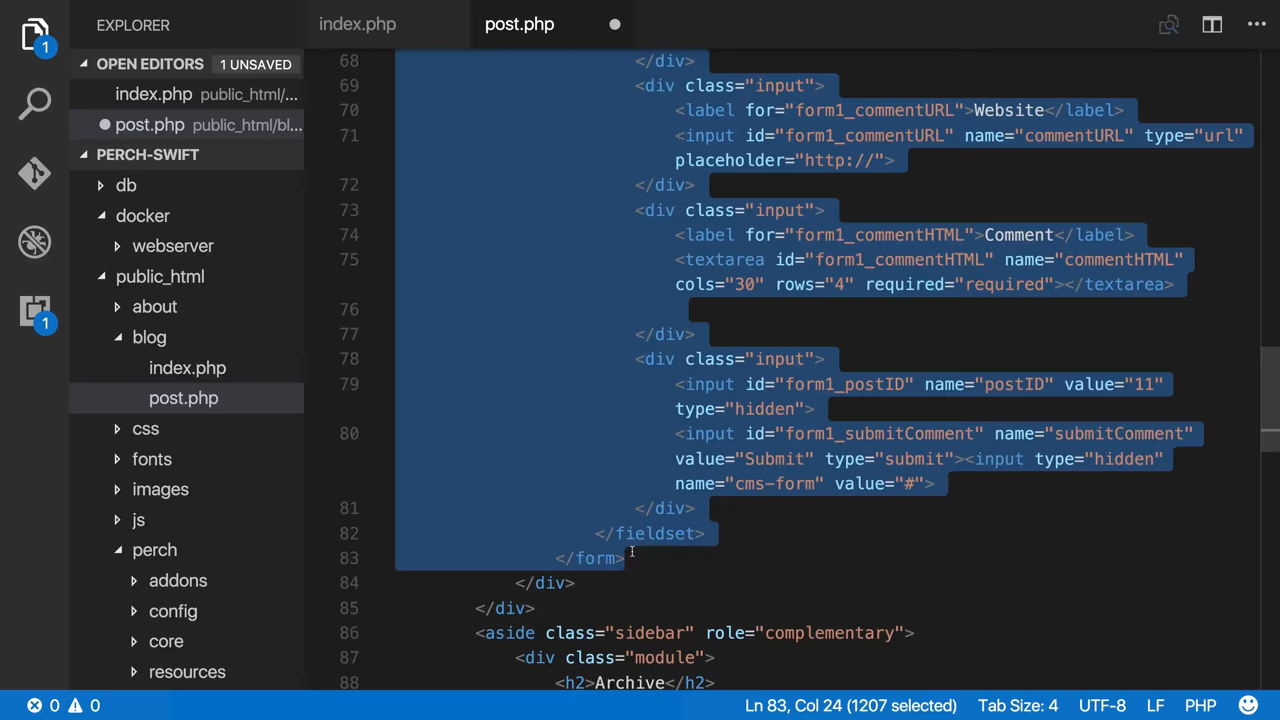 EXPLORER
index.php
post.php
1
OPEN EDITORS 1 UNSAVED
index.php public_html/...
post.php public_html/bl...
PERCH-SWIFT
db
docker
webserver
public_html
about
blog
index.php
post.php
css
fonts
images
js
perch
addons
config
core
resources
1
68 </div>
69 <div class="input">
70 <label for="form1_commentURL">Website</label>
71 <input id="form1_commentURL" name="commentURL" type="url"
placeholder="http://">
72 </div>
73 <div class="input">
74 <label for="form1_commentHTML">Comment</label>
75 <textarea id="form1_commentHTML" name="commentHTML"
cols="30" rows="4" required="required"></textarea>
76
77 </div>
78 <div class="input">
79 <input id="form1_postID" name="postID" value="11"
type="hidden">
80 <input id="form1_submitComment" name="submitComment"
value="Submit" type="submit"><input type="hidden"
name="cms-form" value="#">
81 </div>
82 </fieldset>
83 </form>
84 </div>
85 </div>
86 <aside class="sidebar" role="complementary">
87 <div class="module">
88 <h2>Archive</h2>
0 0 Ln 83, Col 24 (1207 selected) Tab Size: 4 UTF-8 LF PHP